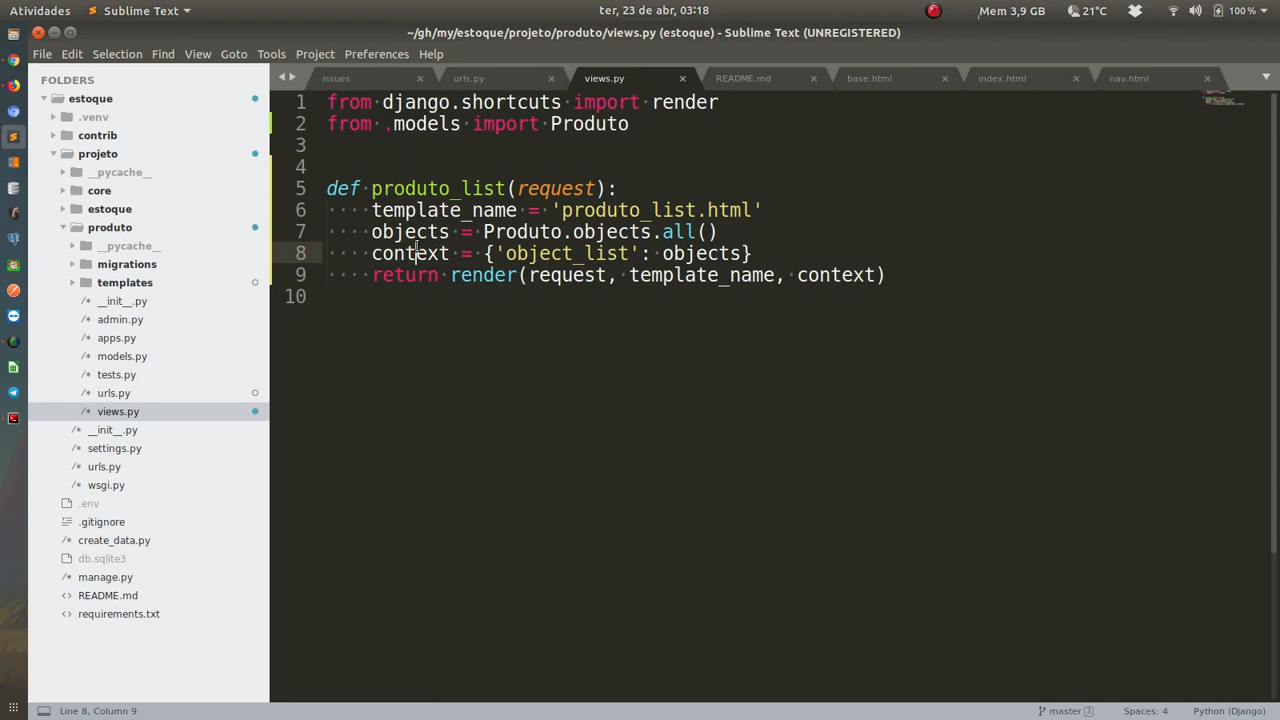 Atividades Sublime Text ter, 23 de abr, 03:18 Mem 3,9 GB 21°C 100%
~/gh/my/estoque/projeto/produto/views.py (estoque) - Sublime Text (UNREGISTERED)
File Edit Selection Find View Goto Tools Project Preferences Help
FOLDERS
estoque
.venv
contrib
projeto
__pycache__
core
estoque
produto
__pycache__
migrations
templates
/* __init__.py
/* admin.py
/* apps.py
/* models.py
/* tests.py
/* urls.py
/* views.py
/* __init__.py
/* settings.py
/* urls.py
/* wsgi.py
.env
.gitignore
/* create_data.py
db.sqlite3
/* manage.py
<> README.md
<> requirements.txt
issues × urls.py × views.py × README.md × base.html × index.html × nav.html ×
1 from django.shortcuts import render
2 from .models import Produto
3
4
5 def produto_list(request):
6 template_name = 'produto_list.html'
7 objects = Produto.objects.all()
8 context = {'object_list': objects}
9 return render(request, template_name, context)
10
Line 8, Column 9 master 3 Spaces: 4 Python (Django)